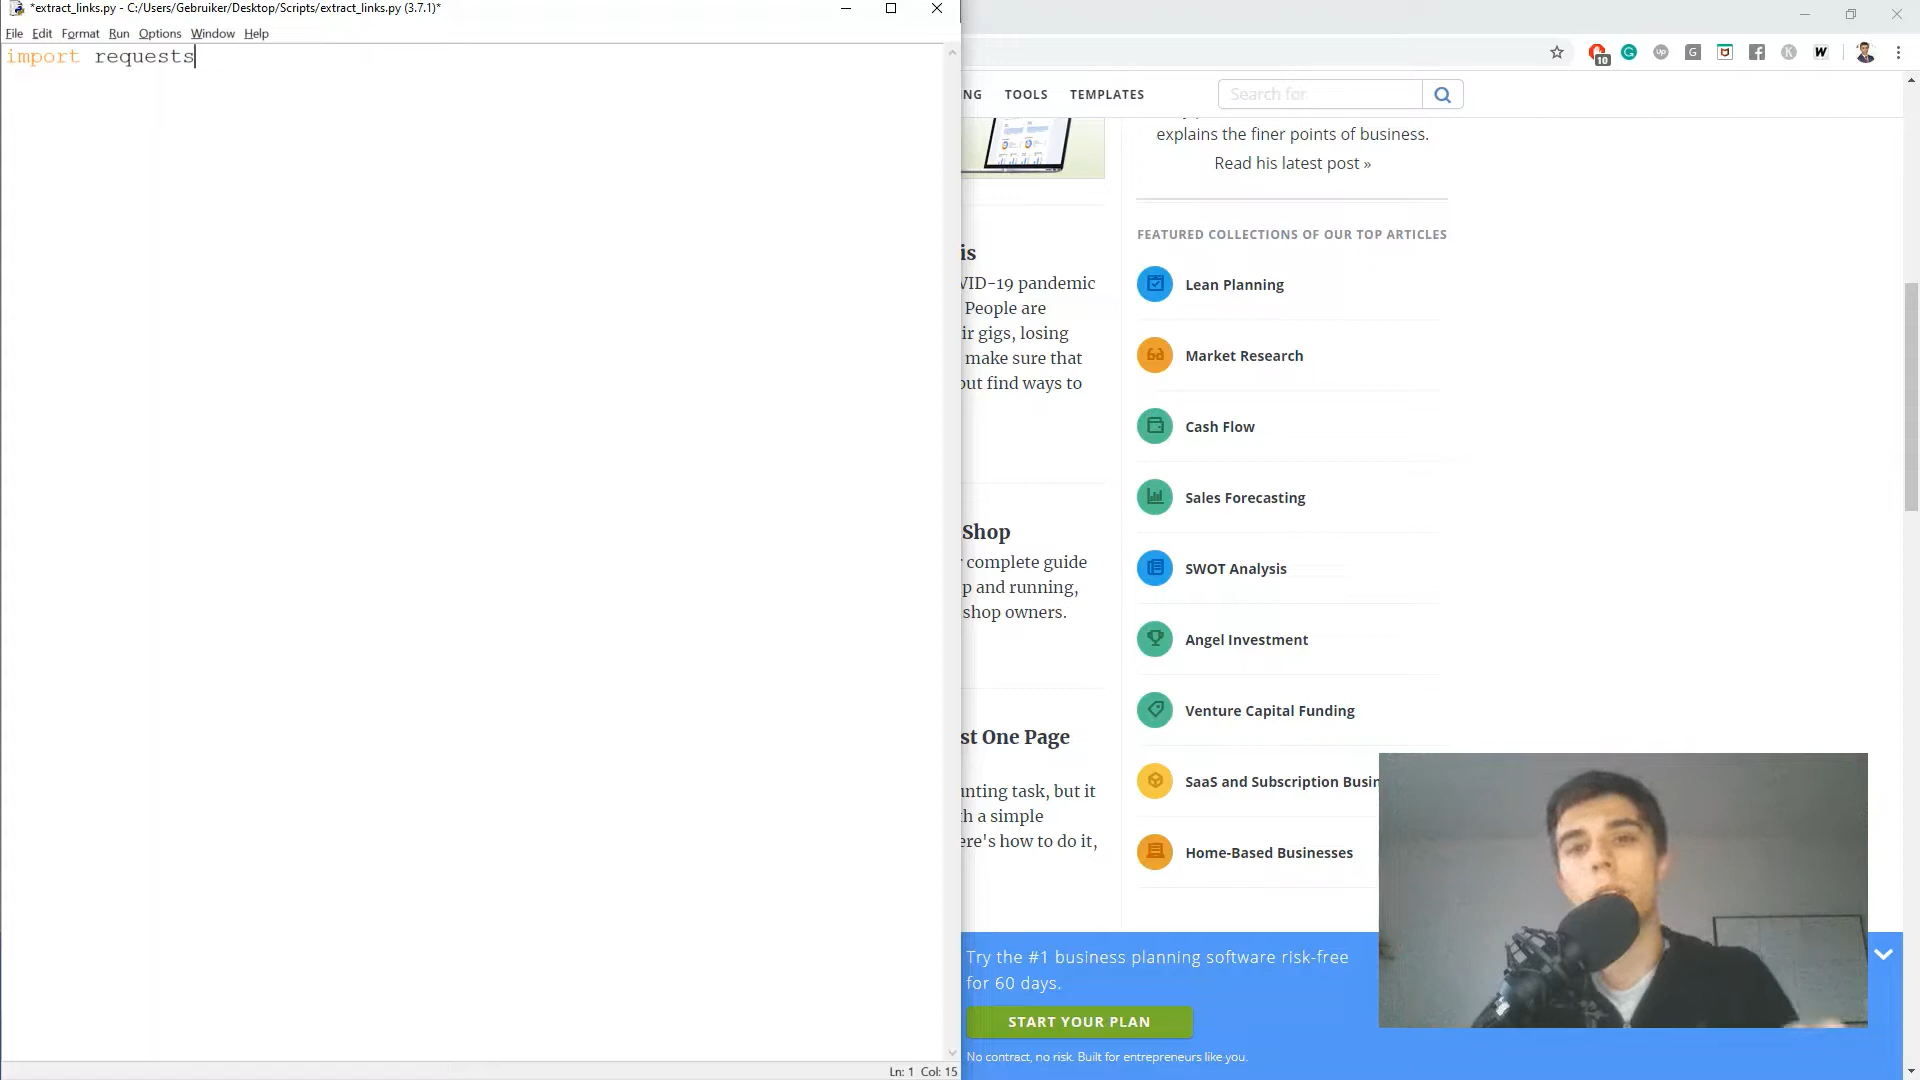 *extract_links.py - C:/Users/Gebruiker/Desktop/Scripts/extract_links.py (3.7.1)*
File Edit Format Run Options Window Help
import requests
Ln: 1 Col: 15
10
NG TOOLS TEMPLATES
Search for
explains the finer points of business.
Read his latest post »
FEATURED COLLECTIONS OF OUR TOP ARTICLES
Lean Planning
Market Research
Cash Flow
Sales Forecasting
SWOT Analysis
Angel Investment
Venture Capital Funding
SaaS and Subscription Busin
Home-Based Businesses
is
VID-19 pandemic
People are
ir gigs, losing
make sure that
out find ways to
Shop
complete guide
p and running,
shop owners.
st One Page
unting task, but it
h a simple
ere's how to do it,
Try the #1 business planning software risk-free
for 60 days.
START YOUR PLAN
No contract, no risk. Built for entrepreneurs like you.